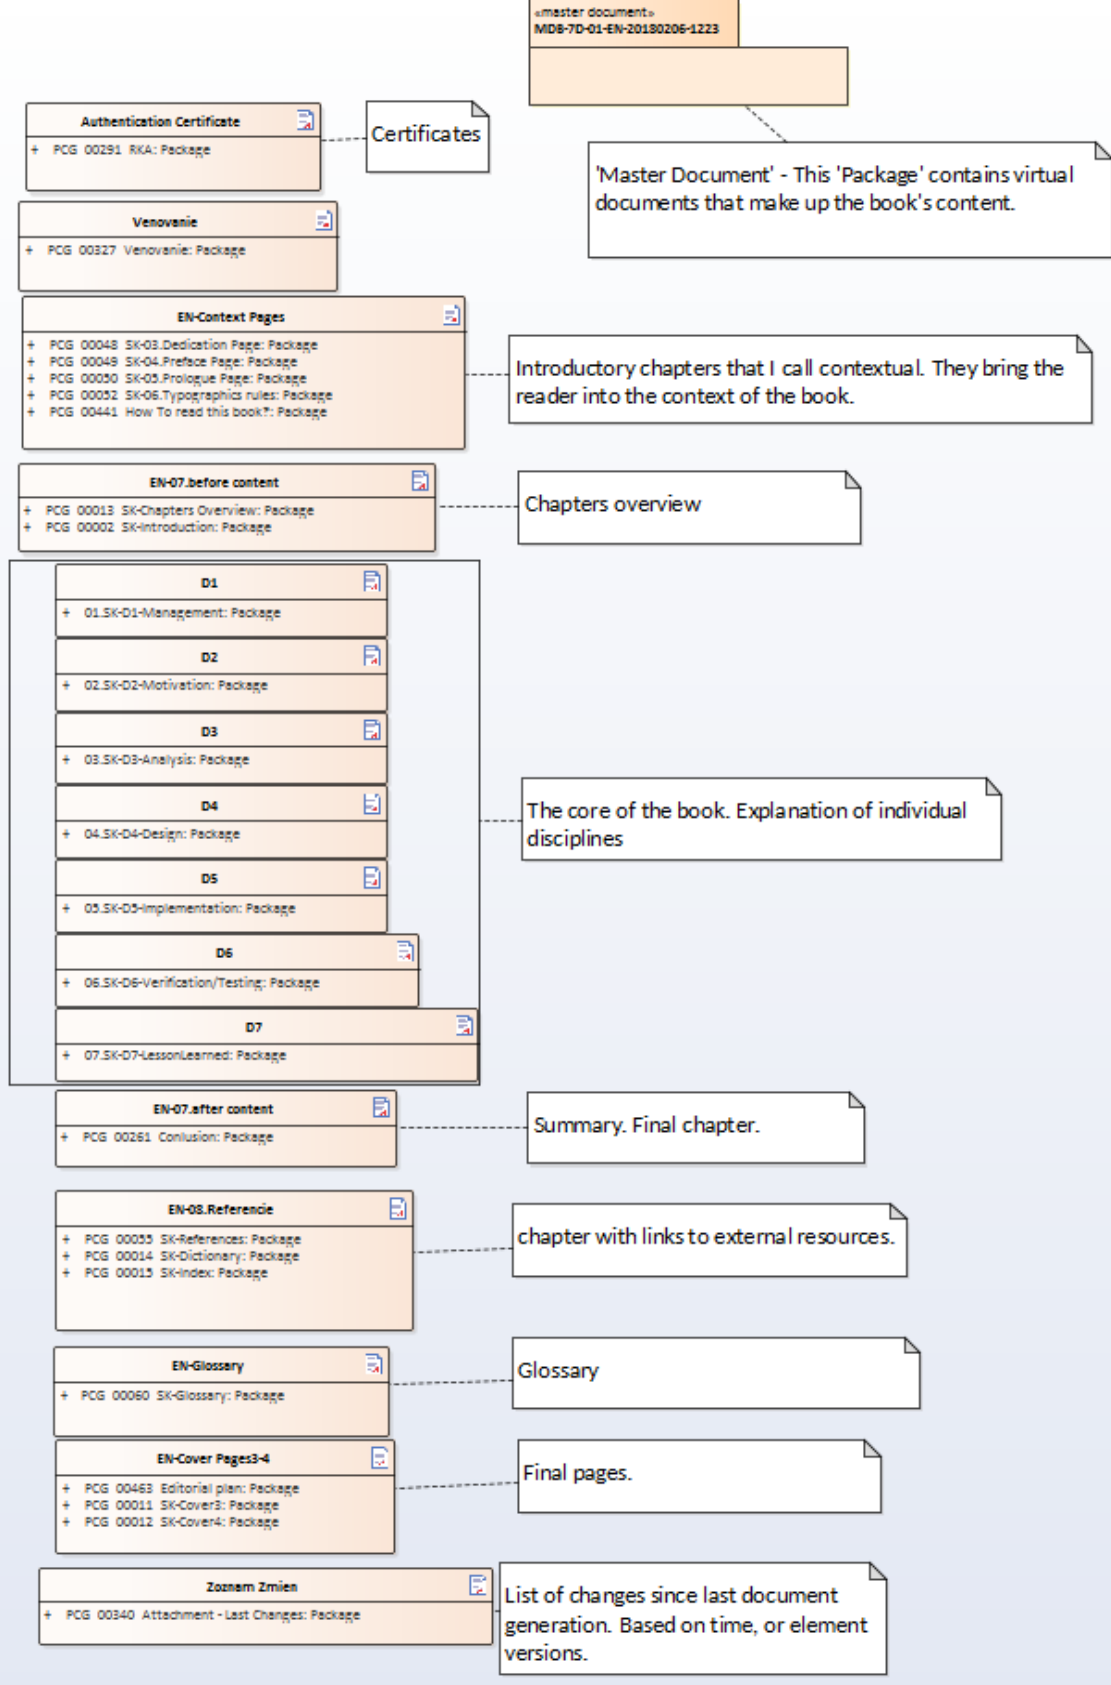 «master document»
MDB-7D-01-EN-20180206-1223
'Master Document' - This 'Package' contains virtual
documents that make up the book's content.
Authentication Certificate
+ PCG 00291 RKA: Package
Certificates
Venovanie
+ PCG 00327 Venovanie: Package
EN-Context Pages
+ PCG 00048 SK-03.Dedication Page: Package
+ PCG 00049 SK-04.Preface Page: Package
+ PCG 00050 SK-05.Prologue Page: Package
+ PCG 00052 SK-06.Typographics rules: Package
+ PCG 00441 How To read this book?: Package
Introductory chapters that I call contextual. They bring the
reader into the context of the book.
EN-07.before content
+ PCG 00013 SK-Chapters Overview: Package
+ PCG 00002 SK-Introduction: Package
Chapters overview
D1
+ 01.SK-D1-Management: Package
D2
+ 02.SK-D2-Motivation: Package
D3
+ 03.SK-D3-Analysis: Package
D4
+ 04.SK-D4-Design: Package
D5
+ 05.SK-D5-Implementation: Package
D6
+ 06.SK-D6-Verification/Testing: Package
D7
+ 07.SK-D7-LessonLearned: Package
The core of the book. Explanation of individual
disciplines
EN-07.after content
+ PCG 00261 Conlusion: Package
Summary. Final chapter.
EN-08.Referencie
+ PCG 00055 SK-References: Package
+ PCG 00014 SK-Dictionary: Package
+ PCG 00015 SK-Index: Package
chapter with links to external resources.
EN-Glossary
+ PCG 00060 SK-Glossary: Package
Glossary
EN-Cover Pages3-4
+ PCG 00463 Editorial plan: Package
+ PCG 00011 SK-Cover3: Package
+ PCG 00012 SK-Cover4: Package
Final pages.
Zoznam Zmien
+ PCG 00340 Attachment - Last Changes: Package
List of changes since last document
generation. Based on time, or element
versions.